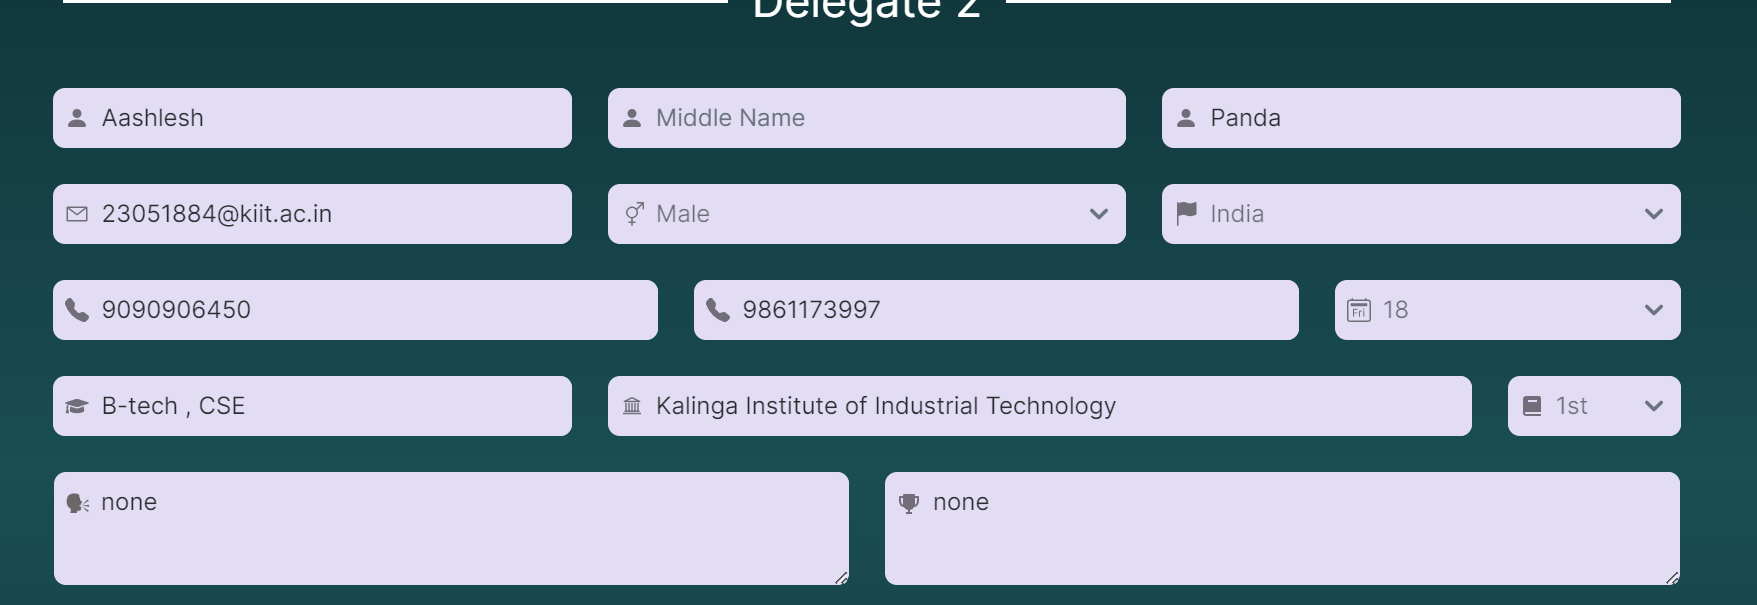 Delegate 2
Aashlesh
Middle Name
Panda
23051884@kiit.ac.in
Male
India
9090906450
9861173997
Fri
18
B-tech , CSE
Kalinga Institute of Industrial Technology
1st
none
none